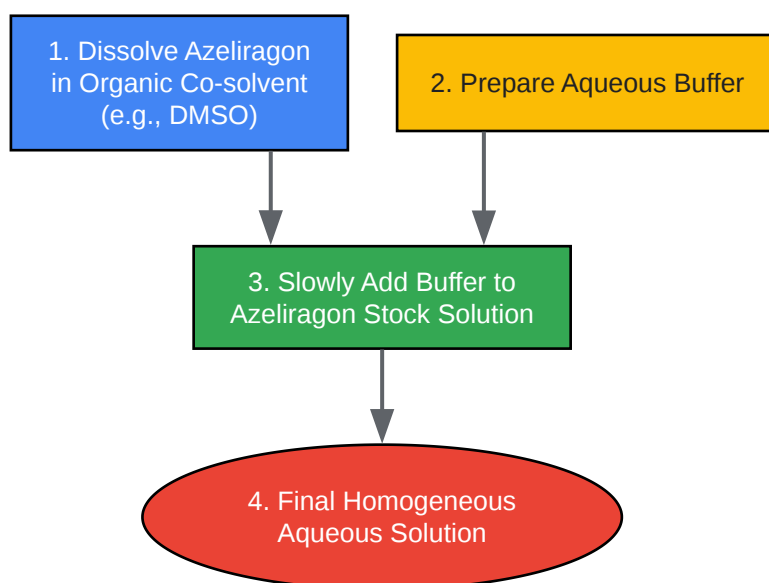 1. Dissolve Azeliragon
in Organic Co-solvent
(e.g., DMSO)
2. Prepare Aqueous Buffer
3. Slowly Add Buffer to
Azeliragon Stock Solution
4. Final Homogeneous
Aqueous Solution